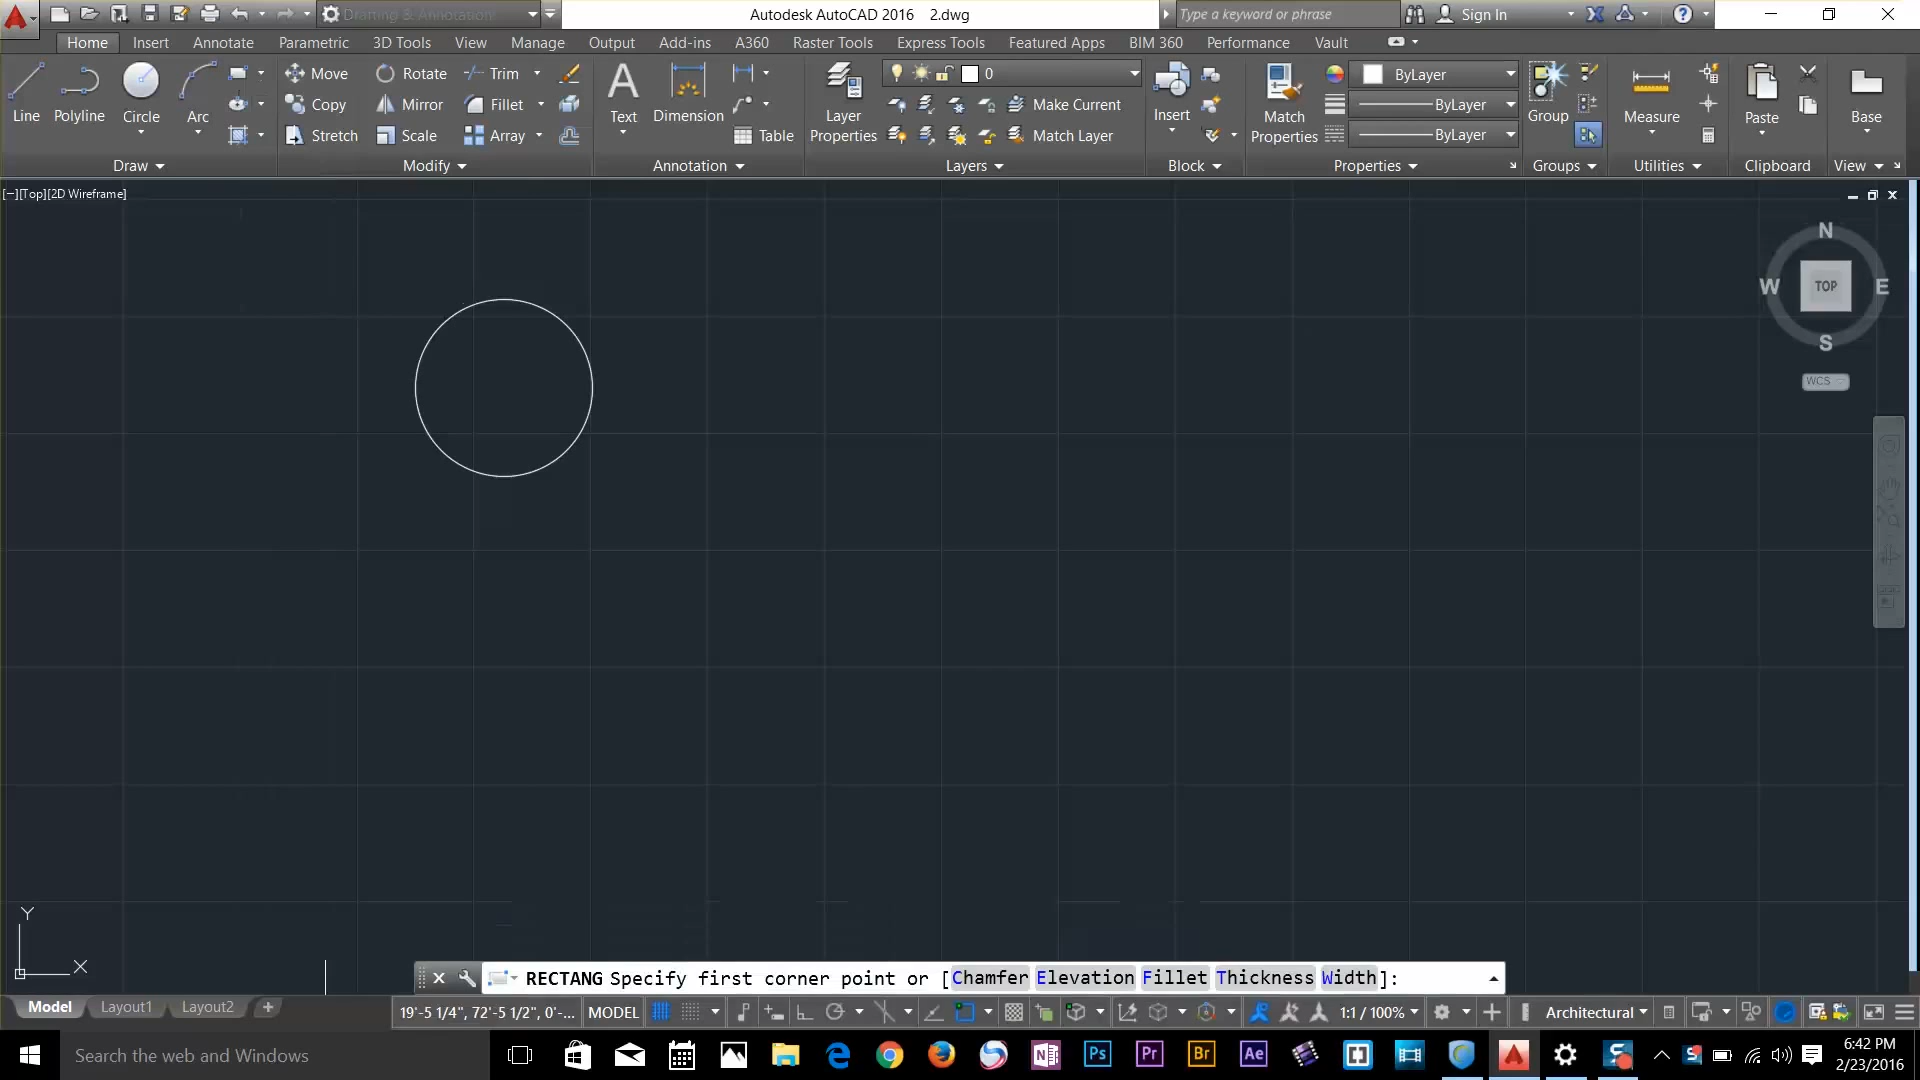 Drafting & Annotation
Autodesk AutoCAD 2016 2.dwg
Type a keyword or phrase
Sign In
Home Insert Annotate Parametric 3D Tools View Manage Output Add-ins A360 Raster Tools Express Tools Featured Apps BIM 360 Performance Vault
Line Polyline Circle Arc
Move Rotate Trim
Copy Mirror Fillet
Stretch Scale Array
Text Dimension Table
Layer Properties
0
Make Current
Match Layer
Insert
Match Properties
ByLayer
ByLayer
ByLayer
Group
Measure
Paste
Base
Draw Modify Annotation Layers Block Properties Groups Utilities Clipboard View
[−][Top][2D Wireframe]
N
W TOP E
S
WCS
Y
X
RECTANG Specify first corner point or [Chamfer Elevation Fillet Thickness Width]:
Model Layout1 Layout2 +
19'-5 1/4", 72'-5 1/2", 0'-... MODEL 1:1 / 100% Architectural
Search the web and Windows
N Ps Pr Br Ae
6:42 PM
2/23/2016